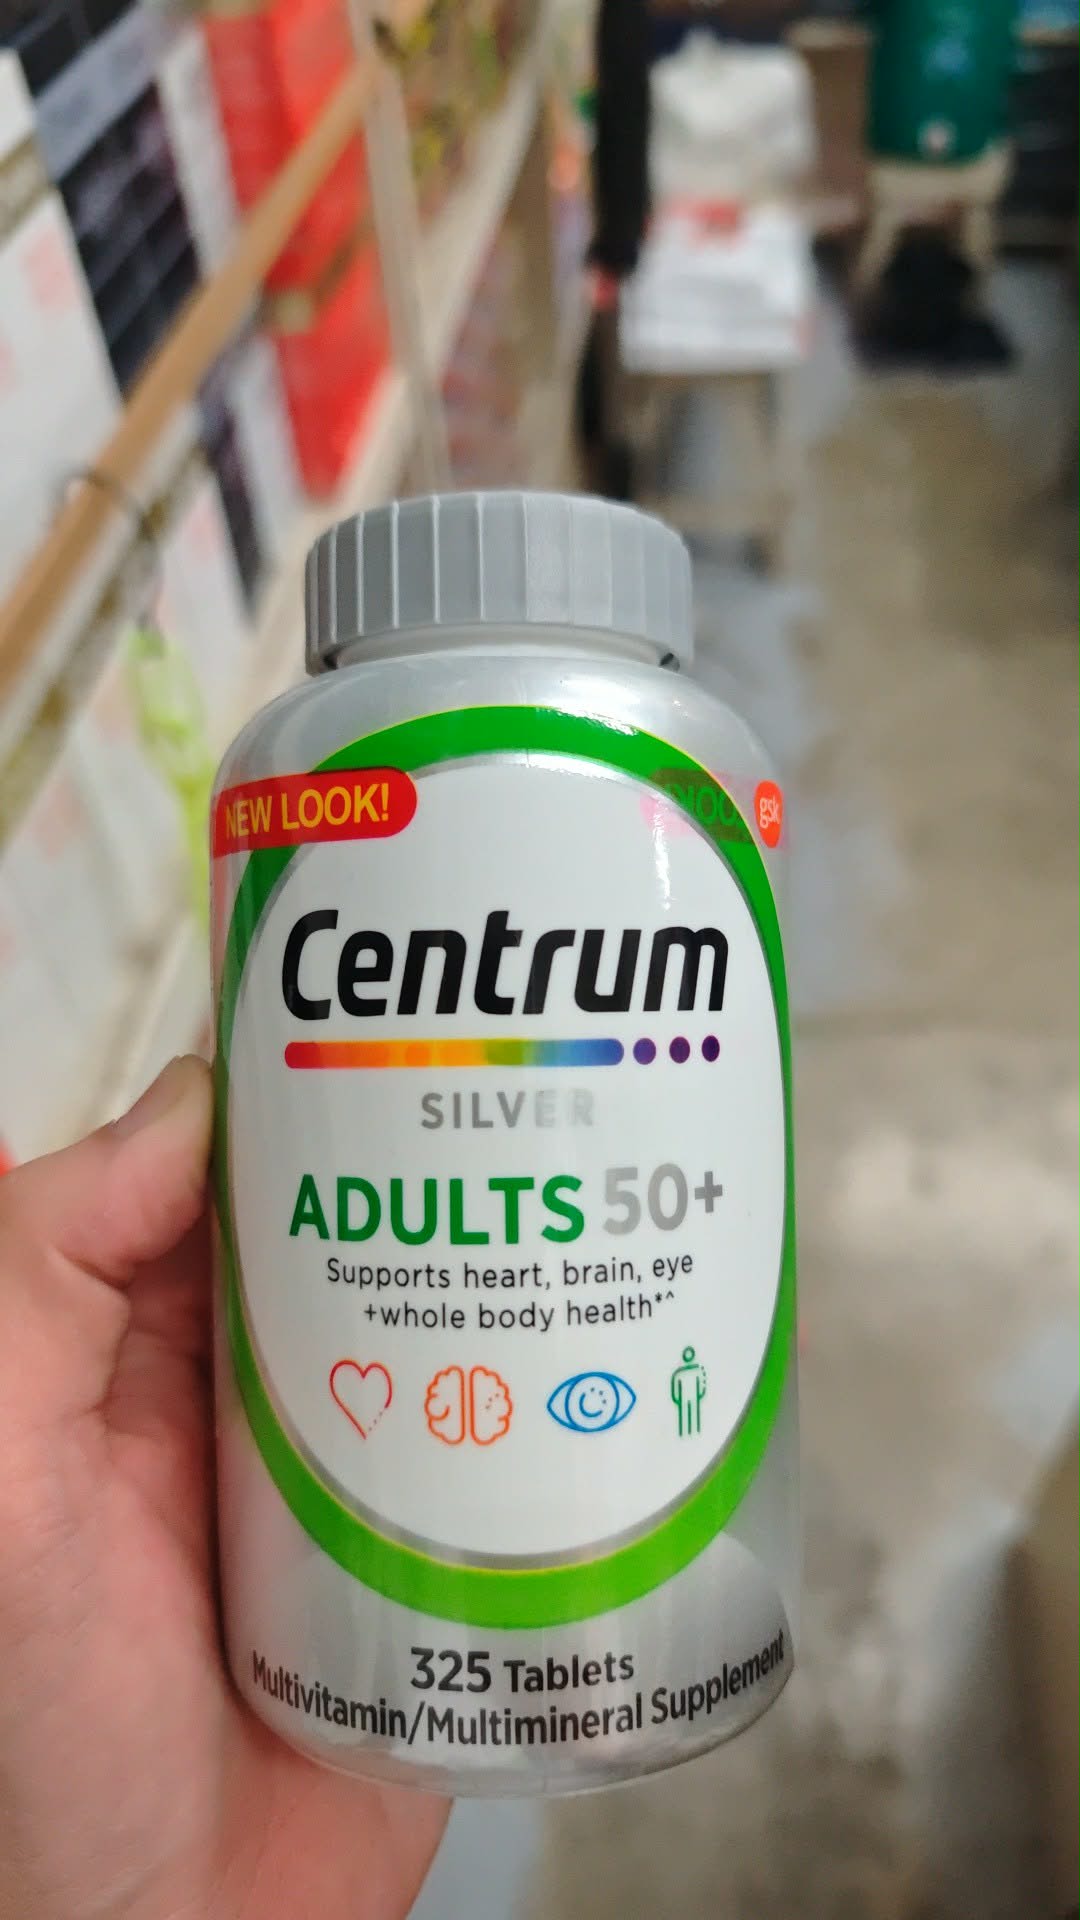 NEW LOOK!
gsk
Centrum
SILVER
ADULTS 50+
Supports heart, brain, eye
+whole body health*^
325 Tablets
Multivitamin/Multimineral Supplement